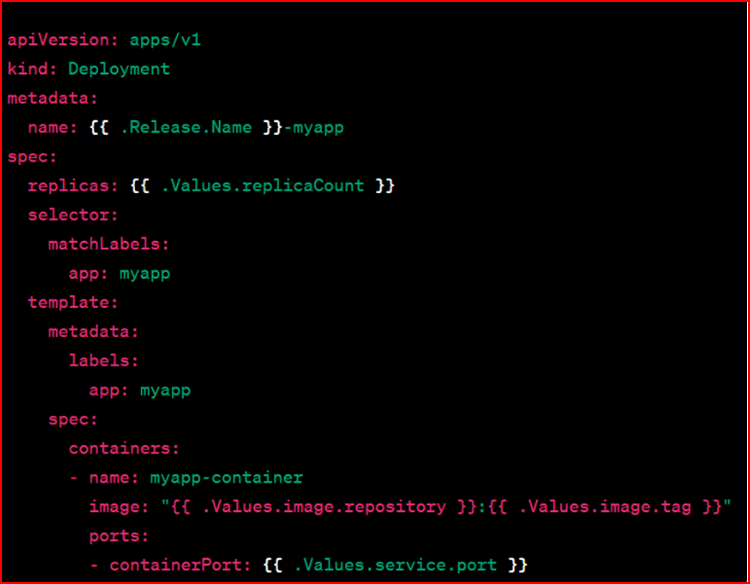 apiVersion: apps/v1
kind: Deployment
metadata:
  name: {{ .Release.Name }}-myapp
spec:
  replicas: {{ .Values.replicaCount }}
  selector:
    matchLabels:
      app: myapp
  template:
    metadata:
      labels:
        app: myapp
    spec:
      containers:
      - name: myapp-container
        image: "{{ .Values.image.repository }}:{{ .Values.image.tag }}"
        ports:
        - containerPort: {{ .Values.service.port }}